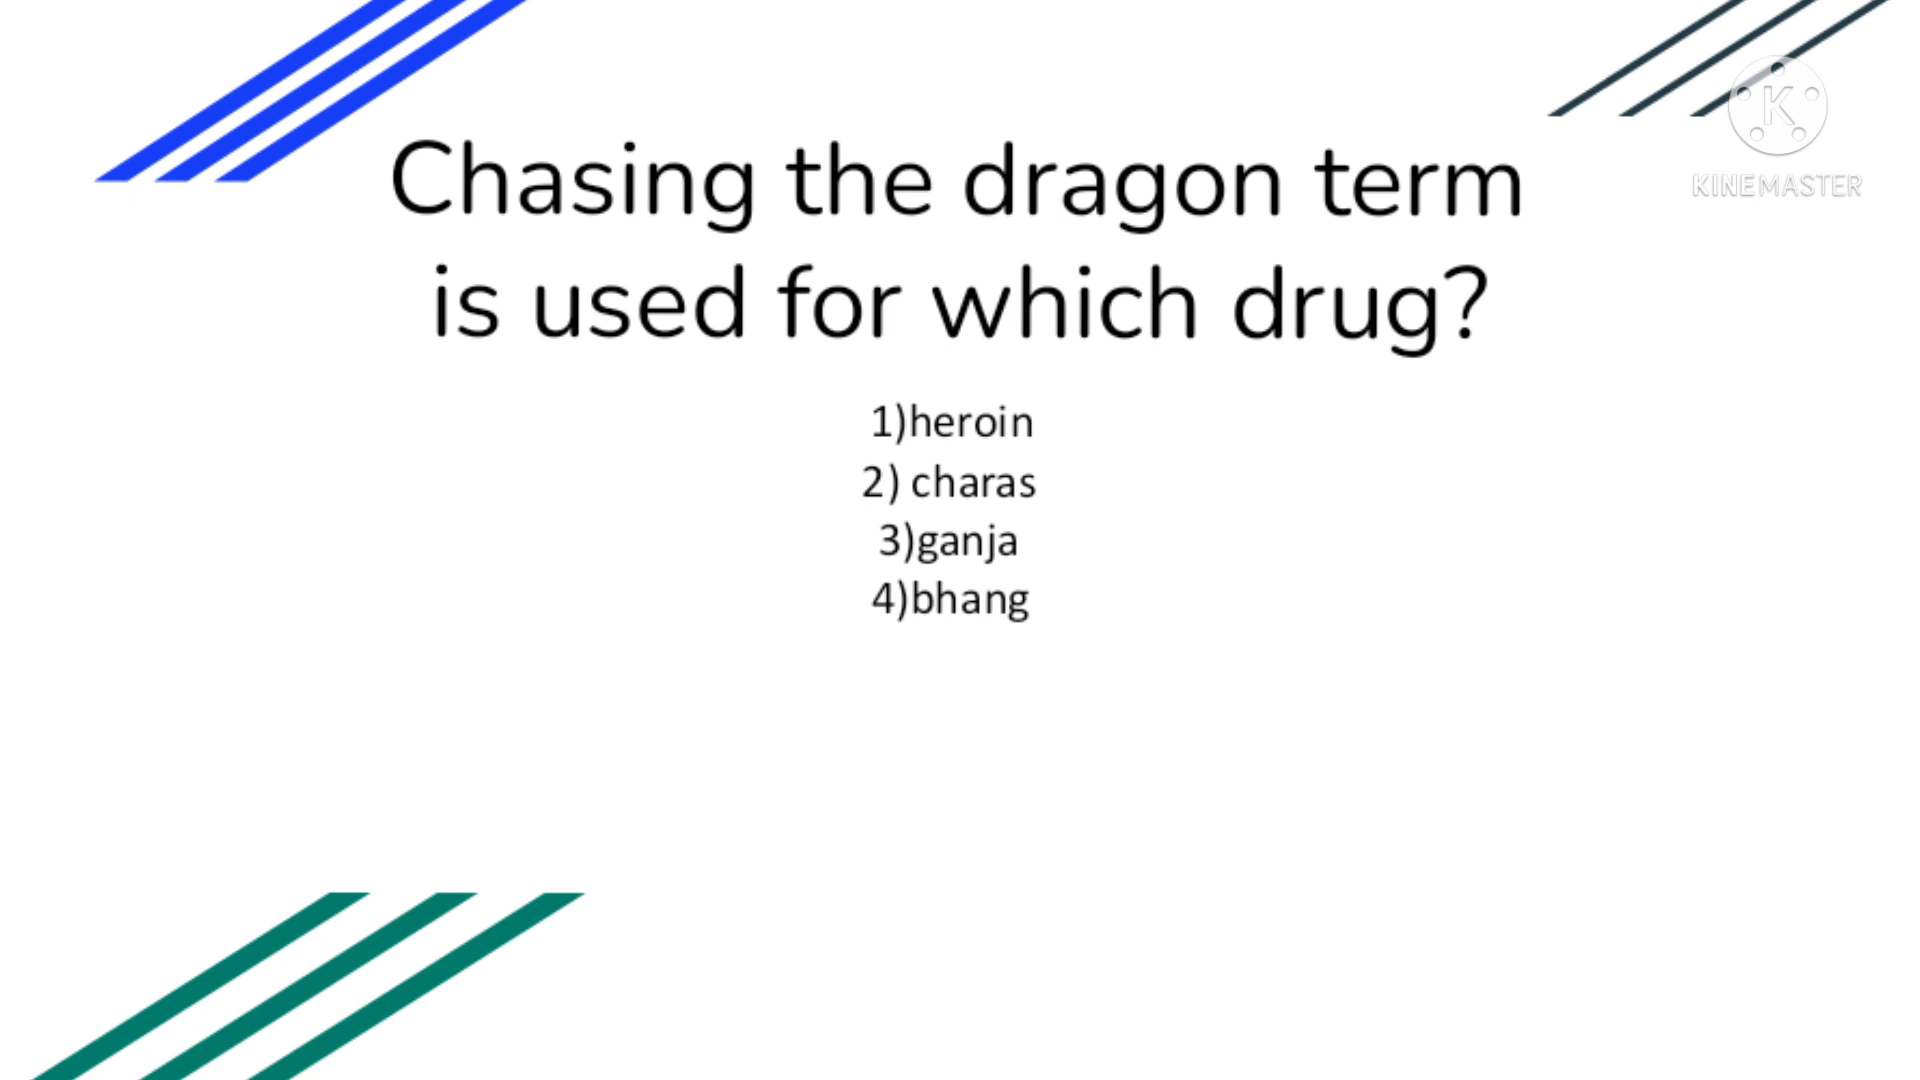 Chasing the dragon term
is used for which drug?
K
KINEMASTER
1)heroin
2) charas
3)ganja
4)bhang